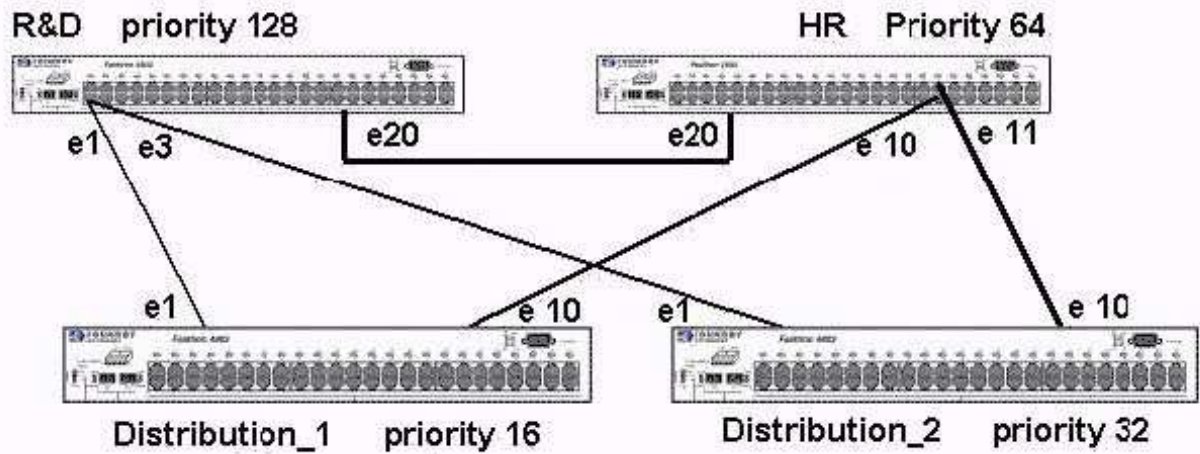 R&D priority 128
HR Priority 64
e1
e3
e20
e20
e 10
e 11
e1
e 10
e1
e 10
Distribution_1 priority 16
Distribution_2 priority 32